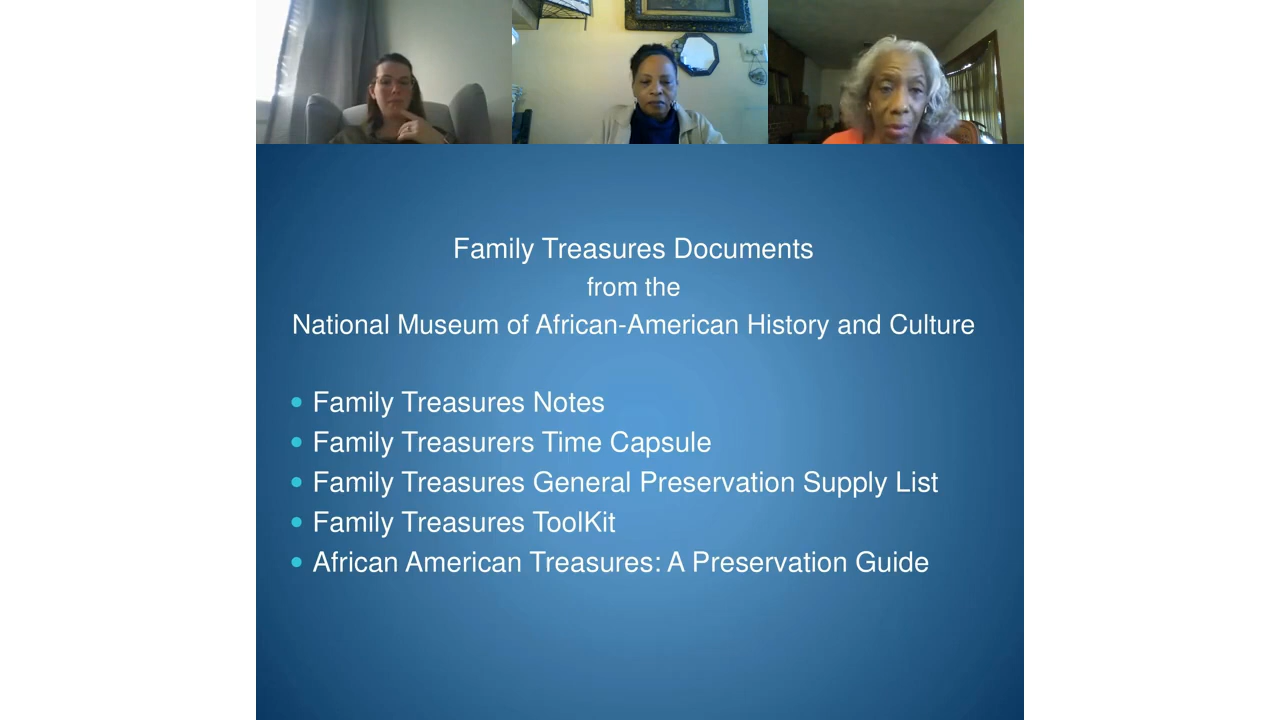 Family Treasures Documents
from the
National Museum of African-American History and Culture
• Family Treasures Notes
• Family Treasurers Time Capsule
• Family Treasures General Preservation Supply List
• Family Treasures ToolKit
• African American Treasures: A Preservation Guide